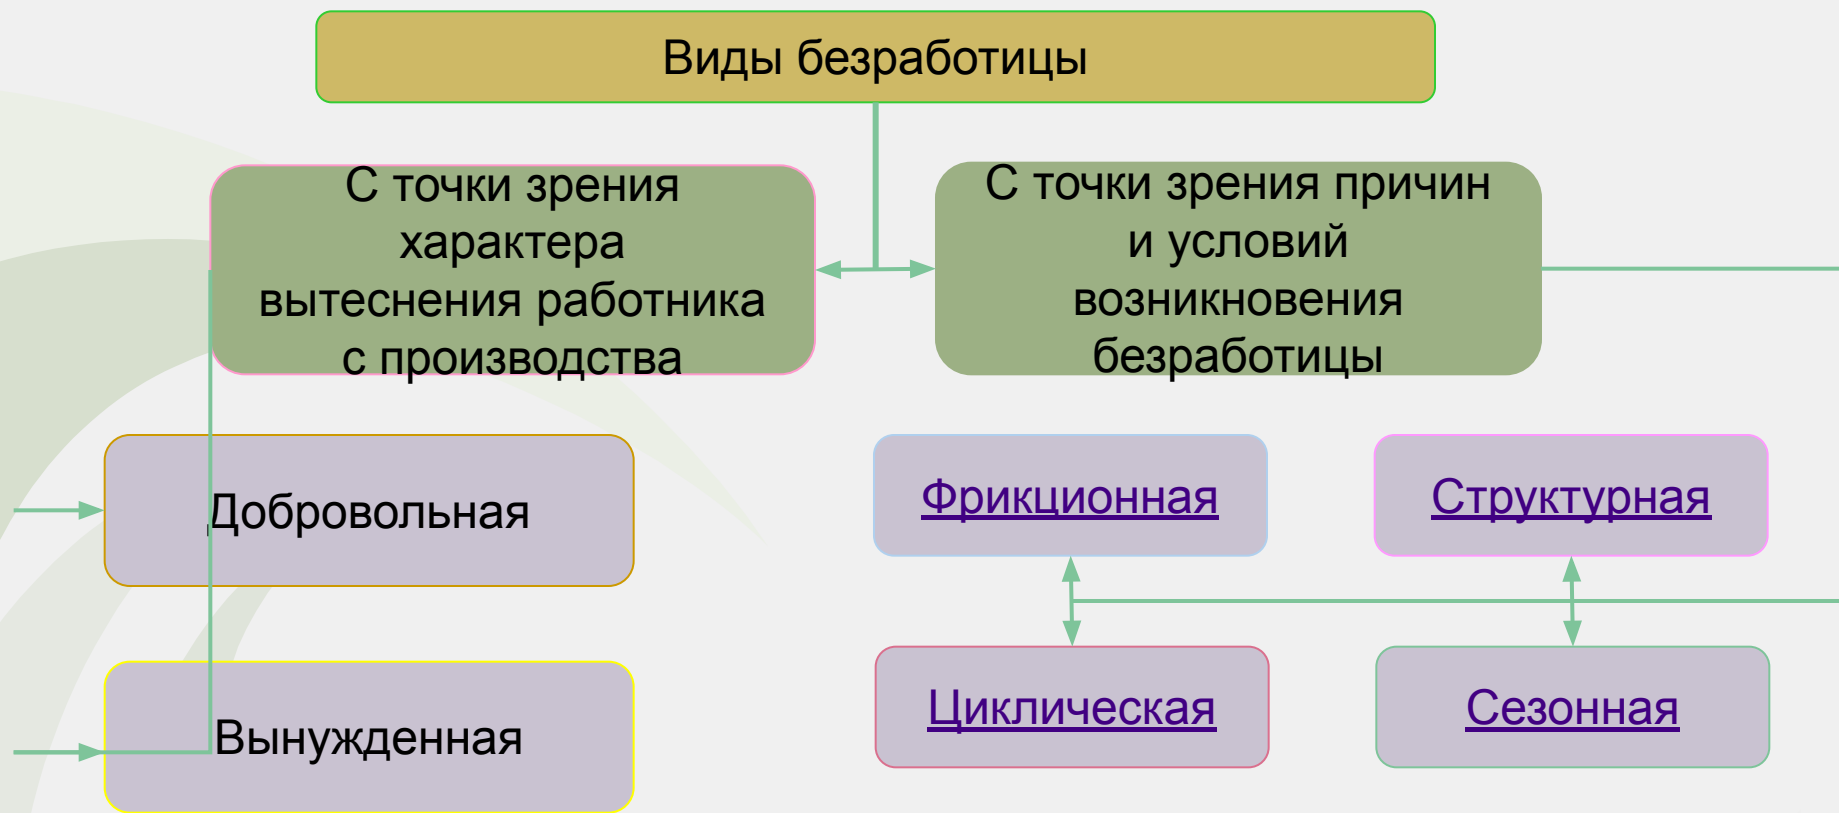 Виды безработицы
С точки зрения
характера
вытеснения работника
с производства
С точки зрения причин
и условий
возникновения
безработицы
Добровольная
Вынужденная
Фрикционная
Структурная
Циклическая
Сезонная